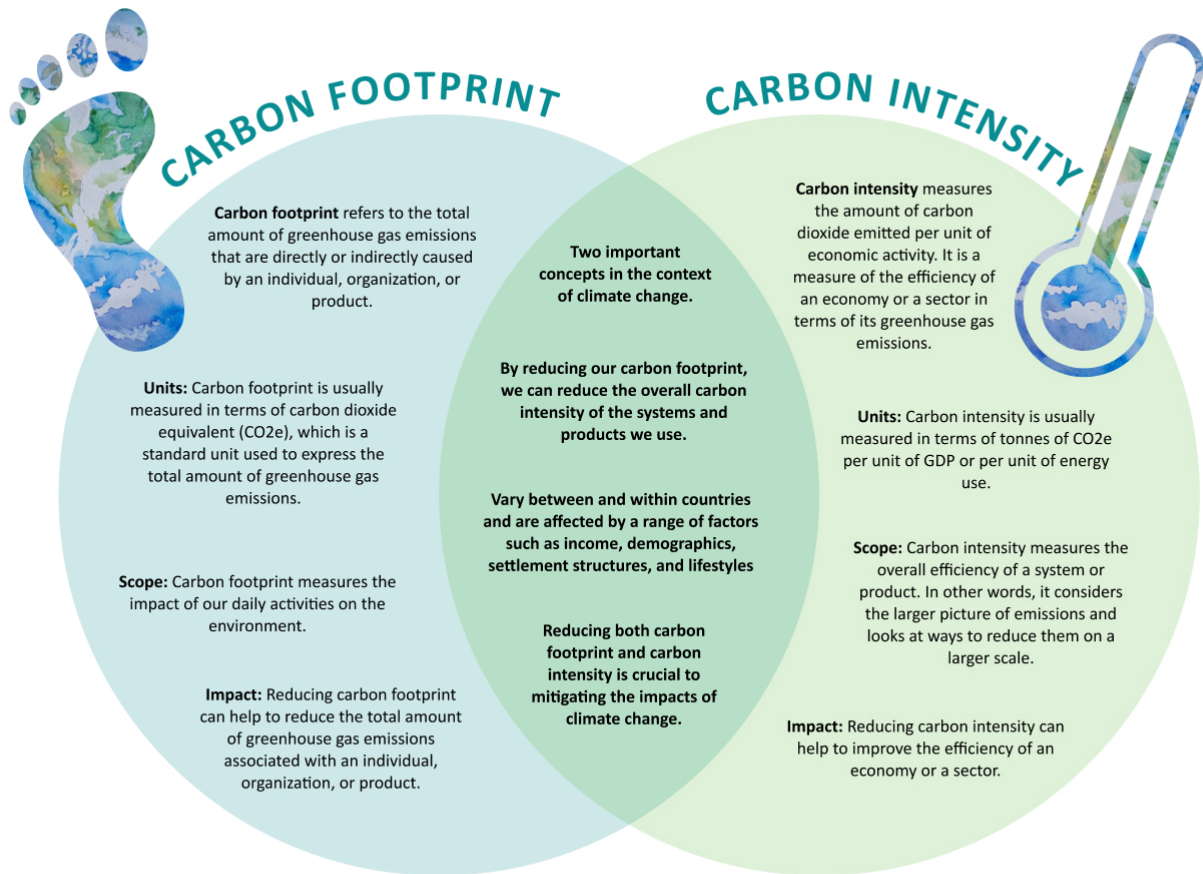 CARBON FOOTPRINT
Carbon footprint refers to the total
amount of greenhouse gas emissions
that are directly or indirectly caused
by an individual, organization, or
product.
Units: Carbon footprint is usually
measured in terms of carbon dioxide
equivalent (CO2e), which is a
standard unit used to express the
total amount of greenhouse gas
emissions.
Scope: Carbon footprint measures the
impact of our daily activities on the
environment.
Impact: Reducing carbon footprint
can help to reduce the total amount
of greenhouse gas emissions
associated with an individual,
organization, or product.
Two important
concepts in the context
of climate change.
By reducing our carbon footprint,
we can reduce the overall carbon
intensity of the systems and
products we use.
Vary between and within countries
and are affected by a range of factors
such as income, demographics,
settlement structures, and lifestyles
Reducing both carbon
footprint and carbon
intensity is crucial to
mitigating the impacts of
climate change.
CARBON INTENSITY
Carbon intensity measures
the amount of carbon
dioxide emitted per unit of
economic activity. It is a
measure of the efficiency of
an economy or a sector in
terms of its greenhouse gas
emissions.
Units: Carbon intensity is usually
measured in terms of tonnes of CO2e
per unit of GDP or per unit of energy
use.
Scope: Carbon intensity measures the
overall efficiency of a system or
product. In other words, it considers
the larger picture of emissions and
looks at ways to reduce them on a
larger scale.
Impact: Reducing carbon intensity can
help to improve the efficiency of an
economy or a sector.